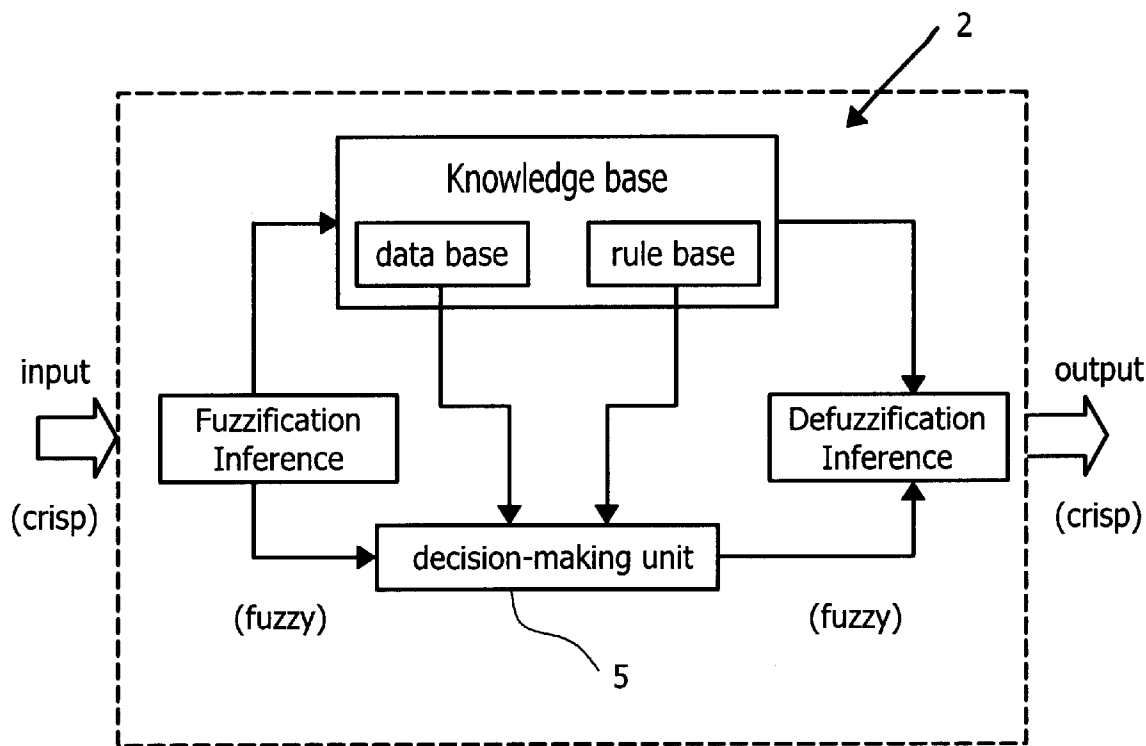 2
Knowledge base
data base
rule base
input
(crisp)
Fuzzification
Inference
decision-making unit
(fuzzy)
(fuzzy)
Defuzzification
Inference
output
(crisp)
5